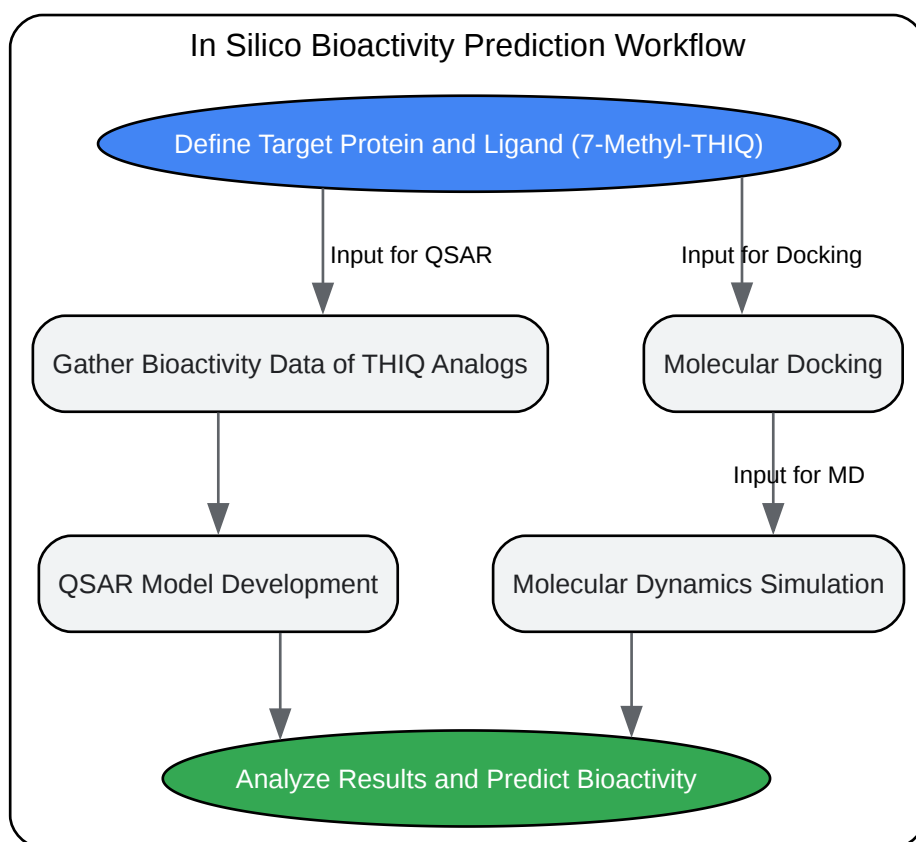 In Silico Bioactivity Prediction Workflow
Define Target Protein and Ligand (7-Methyl-THIQ)
Input for QSAR
Input for Docking
Gather Bioactivity Data of THIQ Analogs
Molecular Docking
Input for MD
QSAR Model Development
Molecular Dynamics Simulation
Analyze Results and Predict Bioactivity